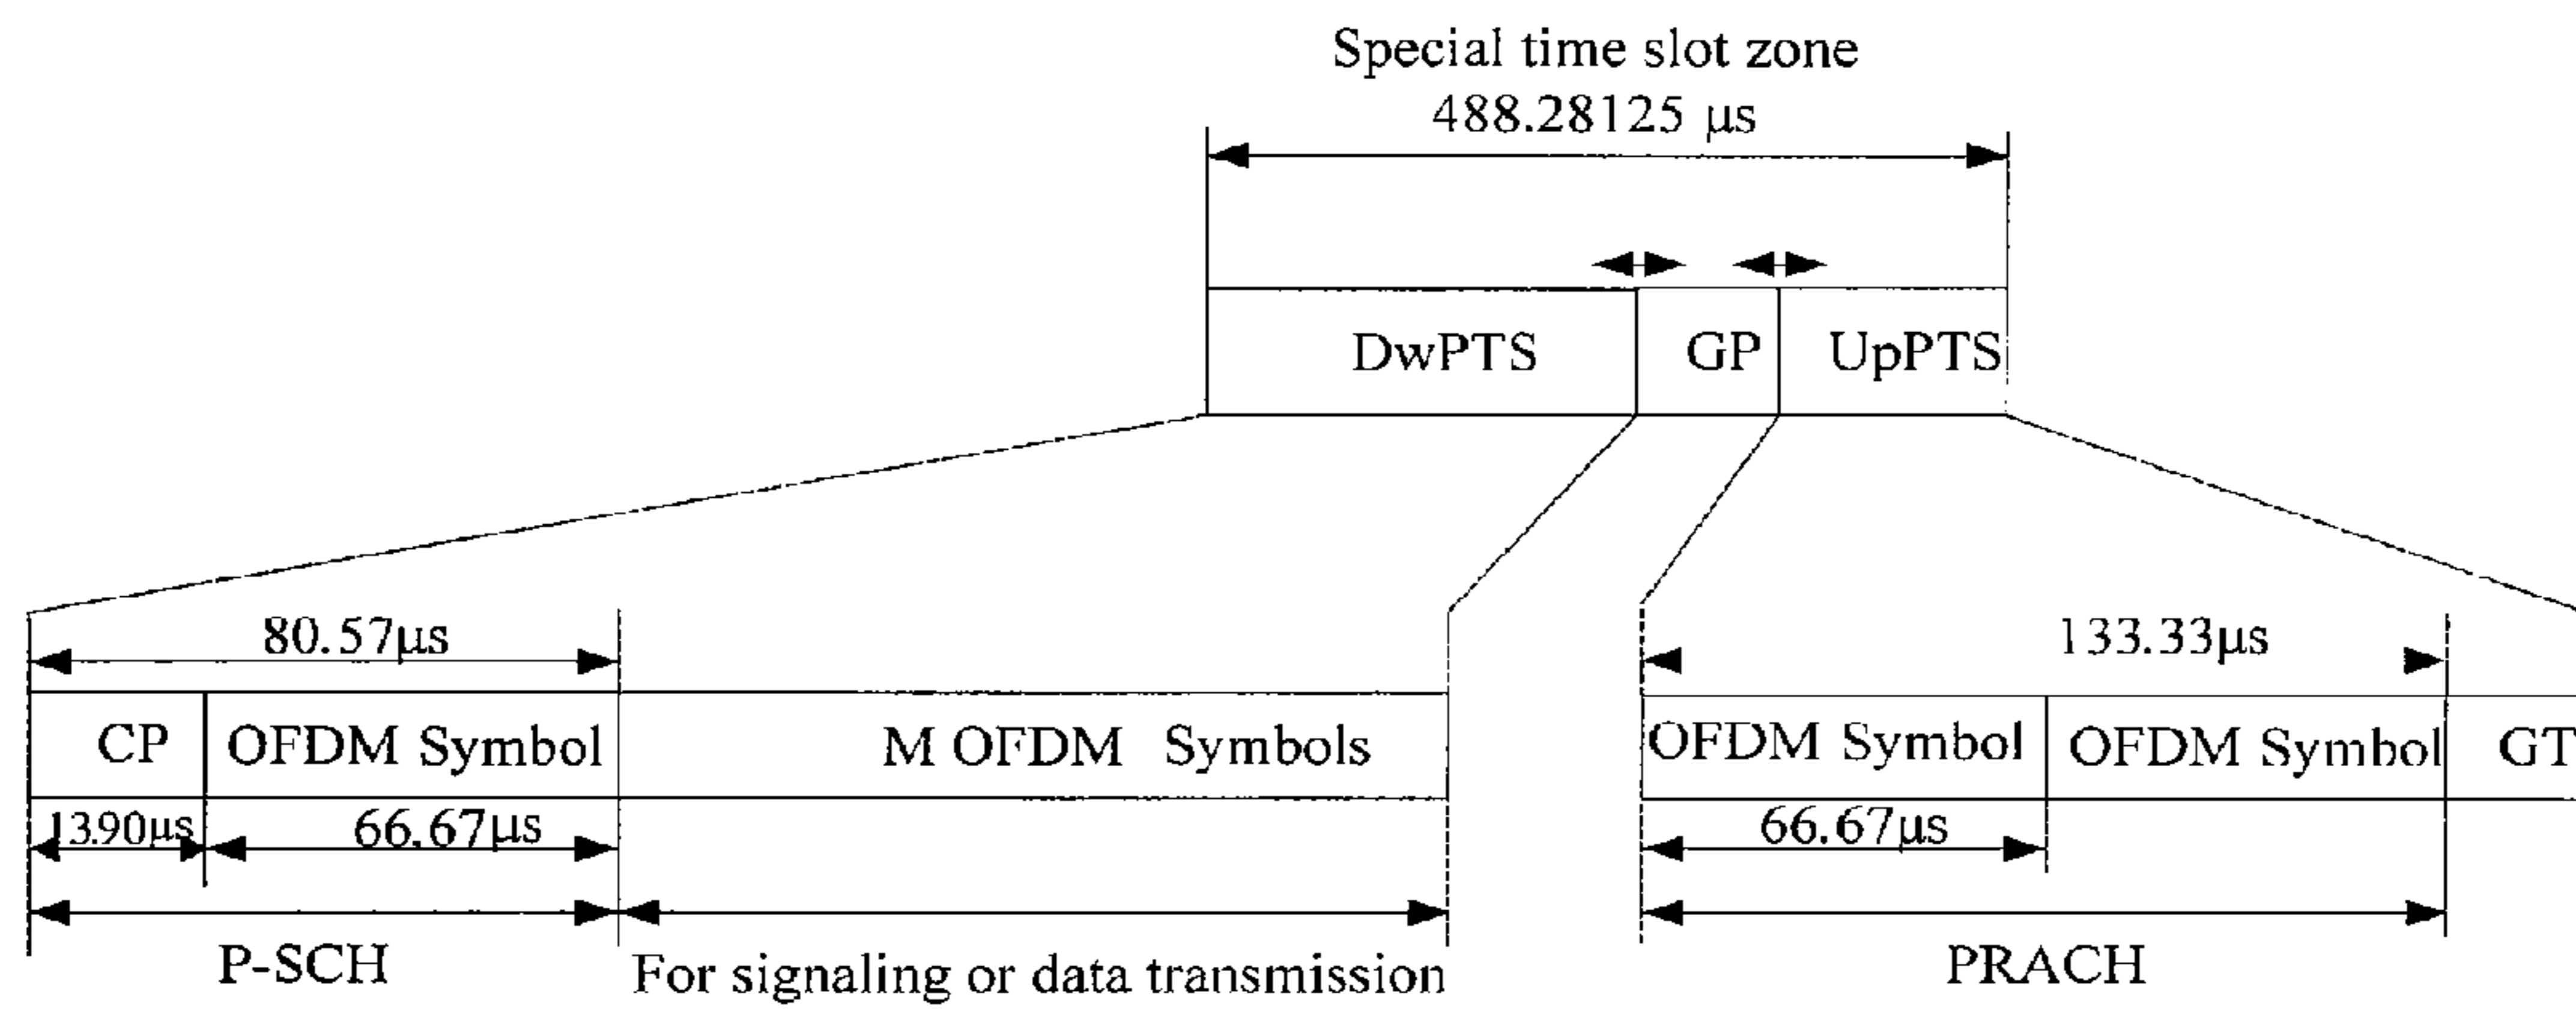 Special time slot zone
488.28125 μs
DwPTS GP UpPTS
80.57μs 133.33μs
CP OFDM Symbol M OFDM Symbols OFDM Symbol OFDM Symbol GT
13.90μs 66.67μs 66.67μs
P-SCH For signaling or data transmission PRACH